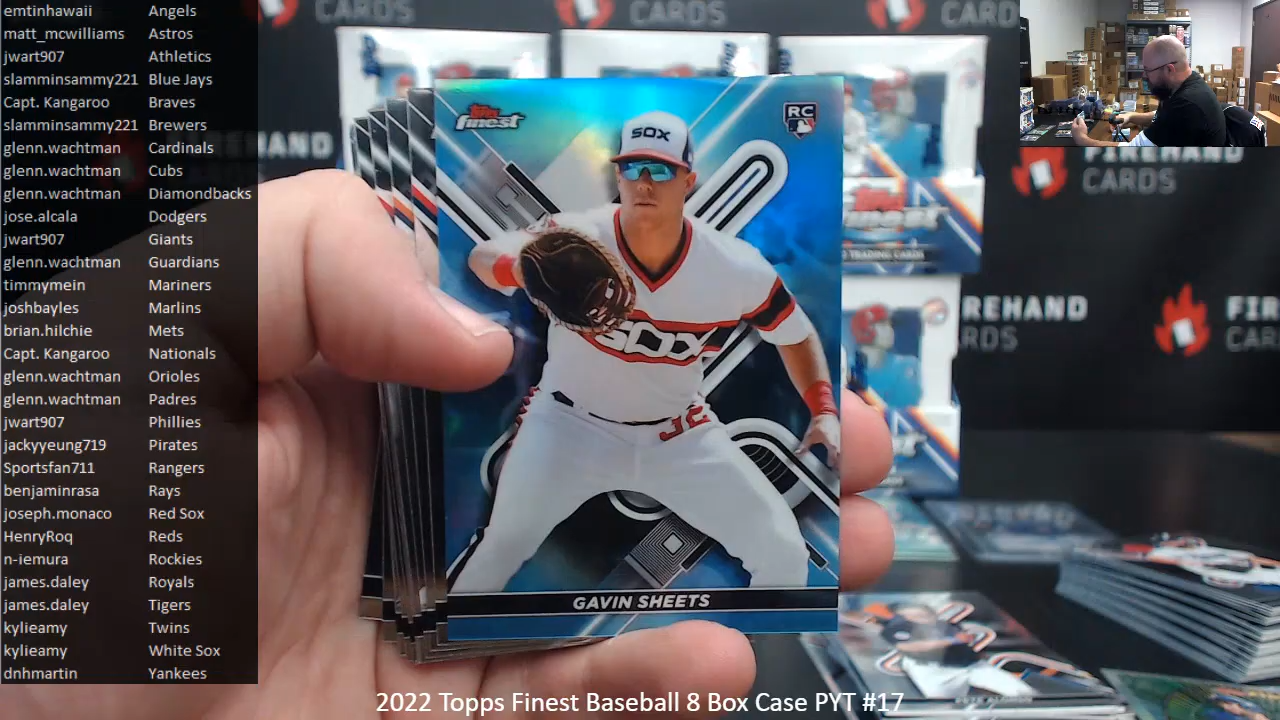 emtinhawaii Angels
matt_mcwilliams Astros
jwart907 Athletics
slamminsammy221 Blue Jays
Capt. Kangaroo Braves
slamminsammy221 Brewers
glenn.wachtman Cardinals
glenn.wachtman Cubs
glenn.wachtman Diamondbacks
jose.alcala Dodgers
jwart907 Giants
glenn.wachtman Guardians
timmymein Mariners
joshbayles Marlins
brian.hilchie Mets
Capt. Kangaroo Nationals
glenn.wachtman Orioles
glenn.wachtman Padres
jwart907 Phillies
jackyyeung719 Pirates
Sportsfan711 Rangers
benjaminrasa Rays
joseph.monaco Red Sox
HenryRoq Reds
n-iemura Rockies
james.daley Royals
james.daley Tigers
kylieamy Twins
kylieamy White Sox
dnhmartin Yankees
CARDS
CARDS
Topps
finest
RC
SOX
SOX
32
GAVIN SHEETS
FIREHAND
CARDS
TRADING CARDS
FIREHAND
CARDS
2022 Topps Finest Baseball 8 Box Case PYT #17